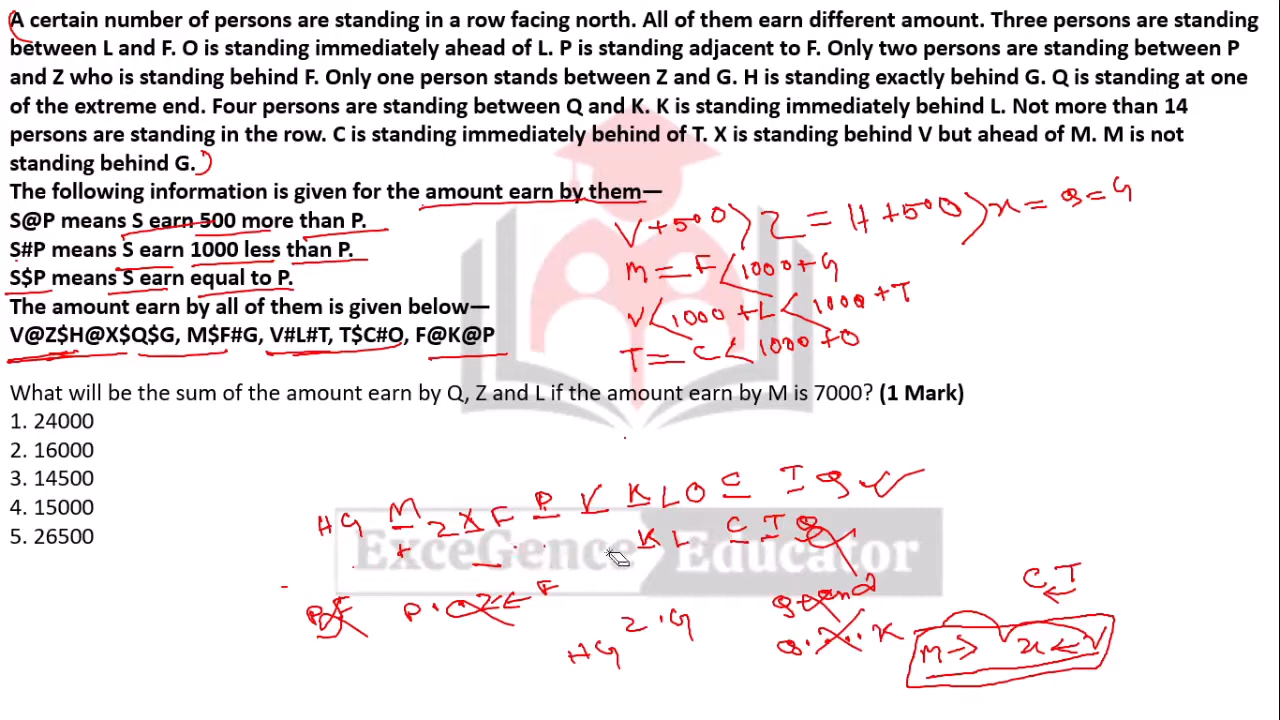 A certain number of persons are standing in a row facing north. All of them earn different amount. Three persons are standing
between L and F. O is standing immediately ahead of L. P is standing adjacent to F. Only two persons are standing between P
and Z who is standing behind F. Only one person stands between Z and G. H is standing exactly behind G. Q is standing at one
of the extreme end. Four persons are standing between Q and K. K is standing immediately behind L. Not more than 14
persons are standing in the row. C is standing immediately behind of T. X is standing behind V but ahead of M. M is not
standing behind G.
The following information is given for the amount earn by them—
S@P means S earn 500 more than P.
S#P means S earn 1000 less than P.
S$P means S earn equal to P.
The amount earn by all of them is given below—
V@Z$H@X$Q$G, M$F#G, V#L#T, T$C#O, F@K@P
V+500 ) Z = H+500 ) x = Q = G
M = F < 1000+G
V < 1000+L < 1000+T
T = C < 1000+O
What will be the sum of the amount earn by Q, Z and L if the amount earn by M is 7000? (1 Mark)
1. 24000
2. 16000
3. 14500
4. 15000
5. 26500
H G M Z X F P V K L O C T Q
K L C T Q
ExceGence Educator
C T
P F
Z . G
H G
M > x < V